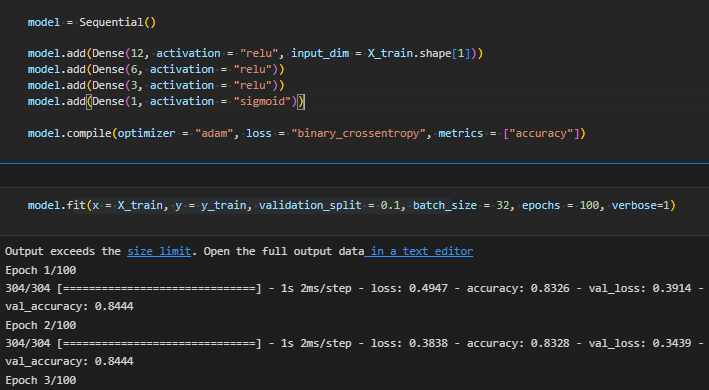 model = Sequential()
model.add(Dense(12, activation = "relu", input_dim = X_train.shape[1]))
model.add(Dense(6, activation = "relu"))
model.add(Dense(3, activation = "relu"))
model.add(Dense(1, activation = "sigmoid"))
model.compile(optimizer = "adam", loss = "binary_crossentropy", metrics = ["accuracy"])
model.fit(x = X_train, y = y_train, validation_split = 0.1, batch_size = 32, epochs = 100, verbose=1)
Output exceeds the size limit. Open the full output data in a text editor
Epoch 1/100
304/304 [==============================] - 1s 2ms/step - loss: 0.4947 - accuracy: 0.8326 - val_loss: 0.3914 -
val_accuracy: 0.8444
Epoch 2/100
304/304 [==============================] - 1s 2ms/step - loss: 0.3838 - accuracy: 0.8328 - val_loss: 0.3439 -
val_accuracy: 0.8444
Epoch 3/100